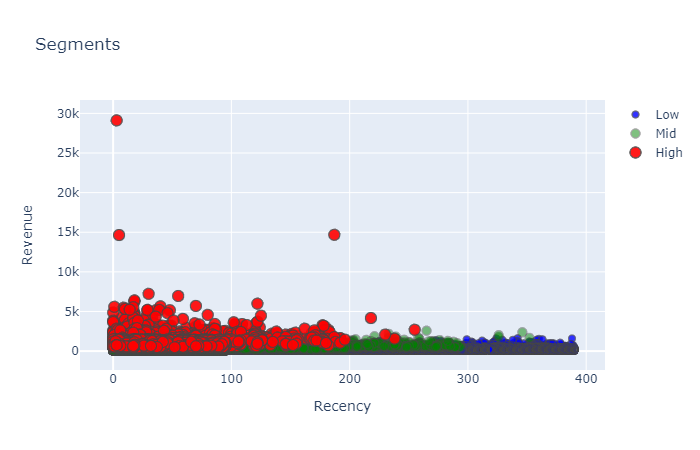 Segments
30k
25k
20k
15k
10k
5k
0
0
100
200
300
400
Revenue
Recency
Low
Mid
High